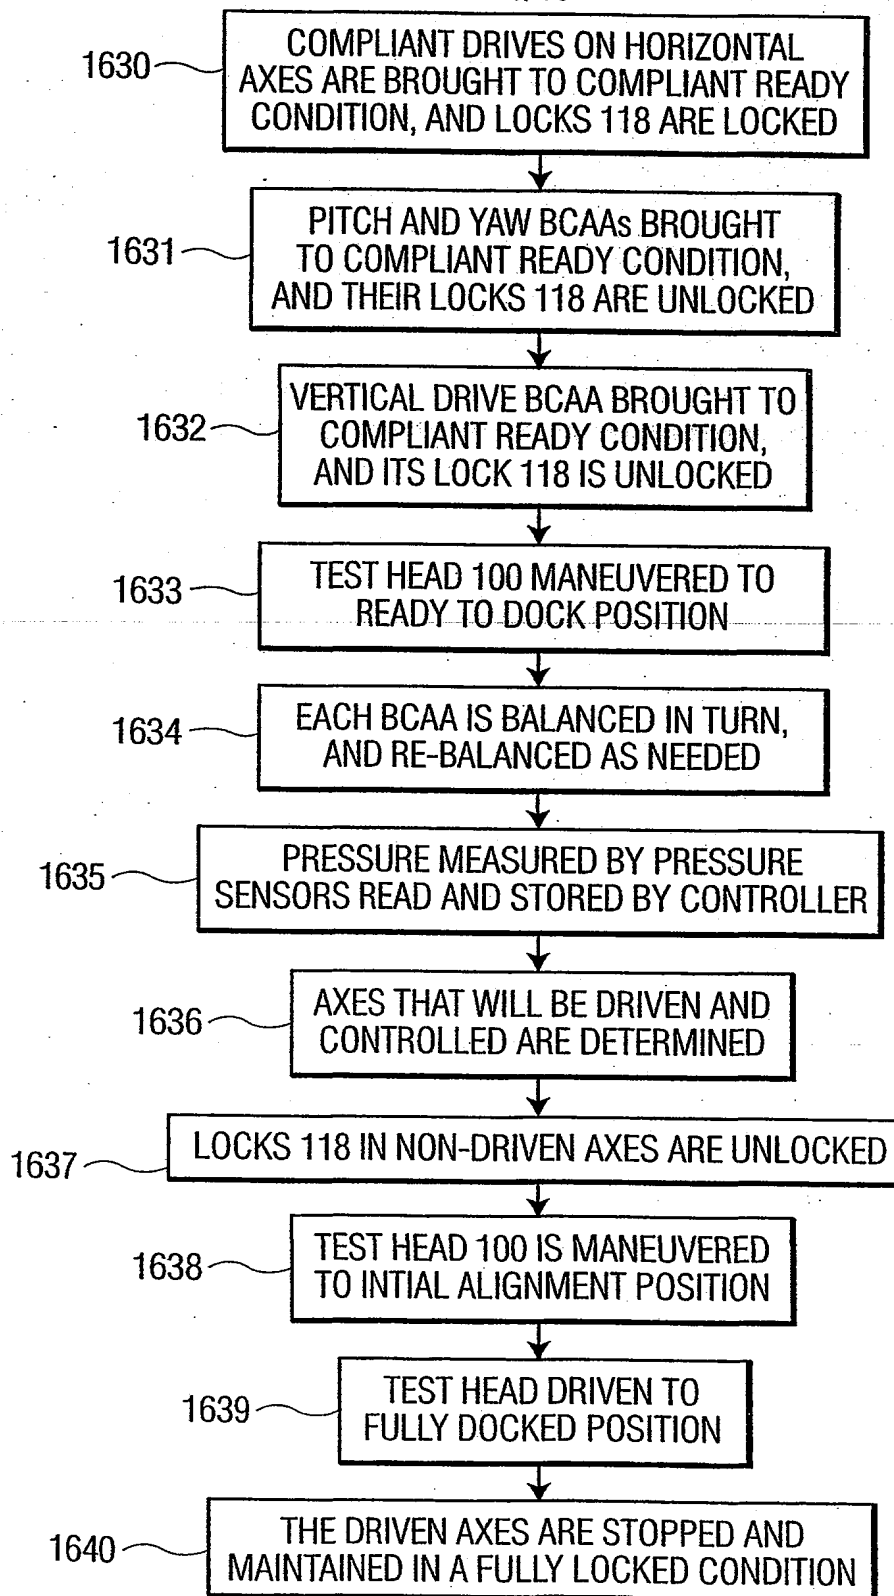 1630
COMPLIANT DRIVES ON HORIZONTAL
AXES ARE BROUGHT TO COMPLIANT READY
CONDITION, AND LOCKS 118 ARE LOCKED
1631
PITCH AND YAW BCAAs BROUGHT
TO COMPLIANT READY CONDITION,
AND THEIR LOCKS 118 ARE UNLOCKED
1632
VERTICAL DRIVE BCAA BROUGHT TO
COMPLIANT READY CONDITION,
AND ITS LOCK 118 IS UNLOCKED
1633
TEST HEAD 100 MANEUVERED TO
READY TO DOCK POSITION
1634
EACH BCAA IS BALANCED IN TURN,
AND RE-BALANCED AS NEEDED
1635
PRESSURE MEASURED BY PRESSURE
SENSORS READ AND STORED BY CONTROLLER
1636
AXES THAT WILL BE DRIVEN AND
CONTROLLED ARE DETERMINED
1637
LOCKS 118 IN NON-DRIVEN AXES ARE UNLOCKED
1638
TEST HEAD 100 IS MANEUVERED
TO INTIAL ALIGNMENT POSITION
1639
TEST HEAD DRIVEN TO
FULLY DOCKED POSITION
1640
THE DRIVEN AXES ARE STOPPED AND
MAINTAINED IN A FULLY LOCKED CONDITION